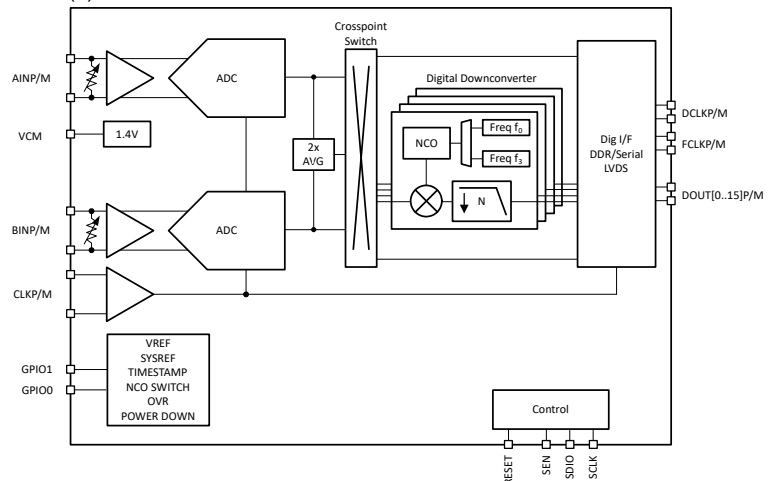 Crosspoint
Switch
AINP/M
ADC
Digital Downconverter
Dig I/F
DDR/Serial
LVDS
DCLKP/M
FCLKP/M
DOUT[0..15]P/M
VCM
1.4V
2x
AVG
NCO
Freq f0
Freq f3
N
BINP/M
ADC
CLKP/M
VREF
SYSREF
TIMESTAMP
NCO SWITCH
OVR
POWER DOWN
GPIO1
GPIO0
Control
SEN
SDIO
SCLK